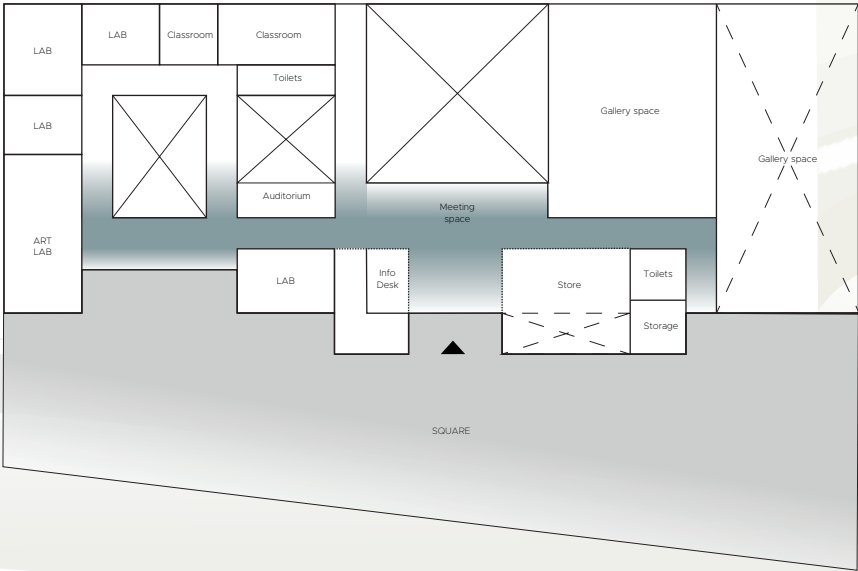 LAB
LAB
Classroom
Classroom
Toilets
LAB
Gallery space
Gallery space
Auditorium
Meeting
space
ART
LAB
LAB
Info
Desk
Store
Toilets
Storage
SQUARE